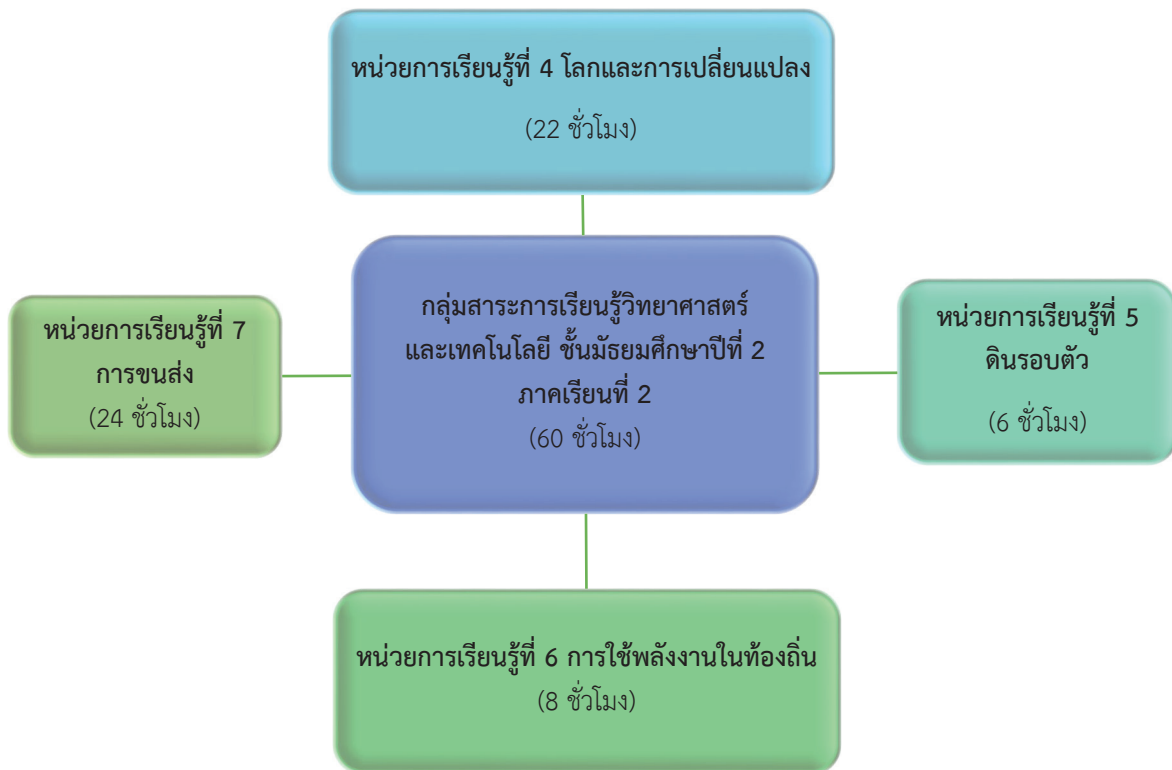 หน่วยการเรียนรู้ที่ 4 โลกและการเปลี่ยนแปลง
(22 ชั่วโมง)
กลุ่มสาระการเรียนรู้วิทยาศาสตร์
และเทคโนโลยี ชั้นมัธยมศึกษาปีที่ 2
ภาคเรียนที่ 2
(60 ชั่วโมง)
หน่วยการเรียนรู้ที่ 7
การขนส่ง
(24 ชั่วโมง)
หน่วยการเรียนรู้ที่ 5
ดินรอบตัว
(6 ชั่วโมง)
หน่วยการเรียนรู้ที่ 6 การใช้พลังงานในท้องถิ่น
(8 ชั่วโมง)